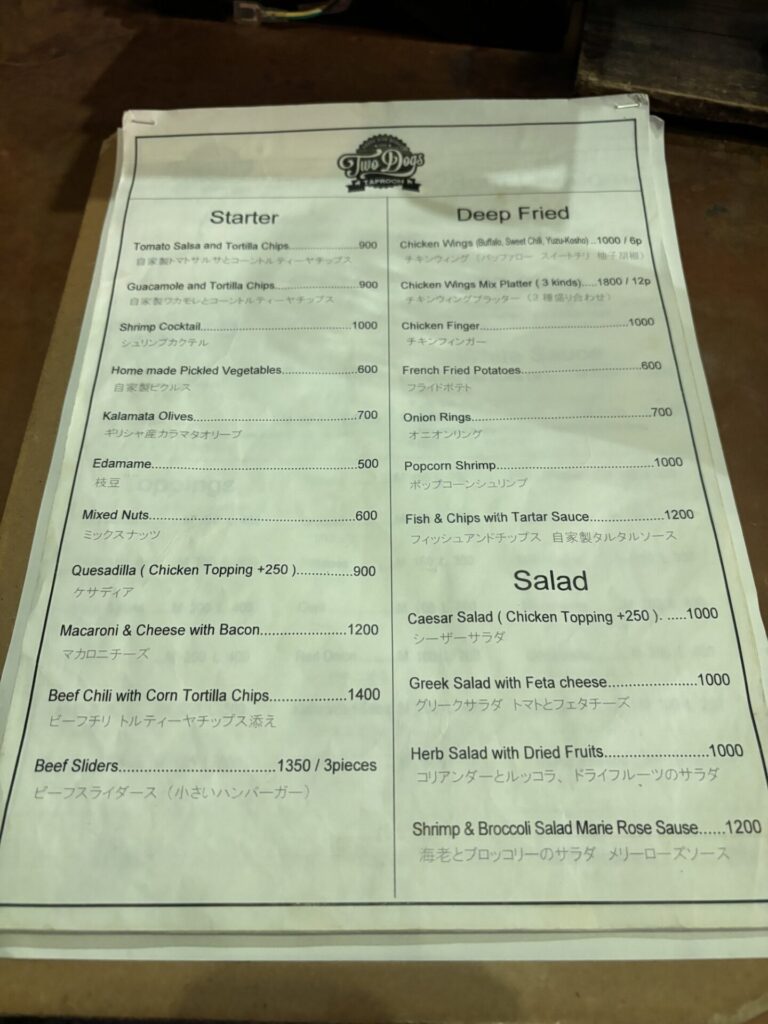 Two Dogs
TAPROOM
Starter
Tomato Salsa and Tortilla Chips..................900
自家製トマトサルサとコーントルティーヤチップス
Guacamole and Tortilla Chips.....................900
自家製ワカモレとコーントルティーヤチップス
Shrimp Cocktail.......................................1000
シュリンプカクテル
Home made Pickled Vegetables...................600
自家製ピクルス
Kalamata Olives.........................................700
ギリシャ産カラマタオリーブ
Edamame..................................................500
枝豆
Mixed Nuts.................................................600
ミックスナッツ
Quesadilla ( Chicken Topping +250 ).............900
ケサディア
Macaroni & Cheese with Bacon......................1200
マカロニチーズ
Beef Chili with Corn Tortilla Chips..................1400
ビーフチリ トルティーヤチップス添え
Beef Sliders................................1350 / 3pieces
ビーフスライダース（小さいハンバーガー）
Deep Fried
Chicken Wings (Buffalo, Sweet Chili, Yuzu-Kosho) ..1000 / 6p
チキンウィング（バッファロー スイートチリ 柚子胡椒）
Chicken Wings Mix Platter ( 3 kinds).....1800 / 12p
チキンウィングプラッター（3 種盛り合わせ）
Chicken Finger......................................1000
チキンフィンガー
French Fried Potatoes..............................600
フライドポテト
Onion Rings.............................................700
オニオンリング
Popcorn Shrimp.......................................1000
ポップコーンシュリンプ
Fish & Chips with Tartar Sauce..................1200
フィッシュアンドチップス 自家製タルタルソース
Salad
Caesar Salad ( Chicken Topping +250 ). .....1000
シーザーサラダ
Greek Salad with Feta cheese.....................1000
グリークサラダ トマトとフェタチーズ
Herb Salad with Dried Fruits........................1000
コリアンダーとルッコラ、ドライフルーツのサラダ
Shrimp & Broccoli Salad Marie Rose Sause......1200
海老とブロッコリーのサラダ メリーローズソース